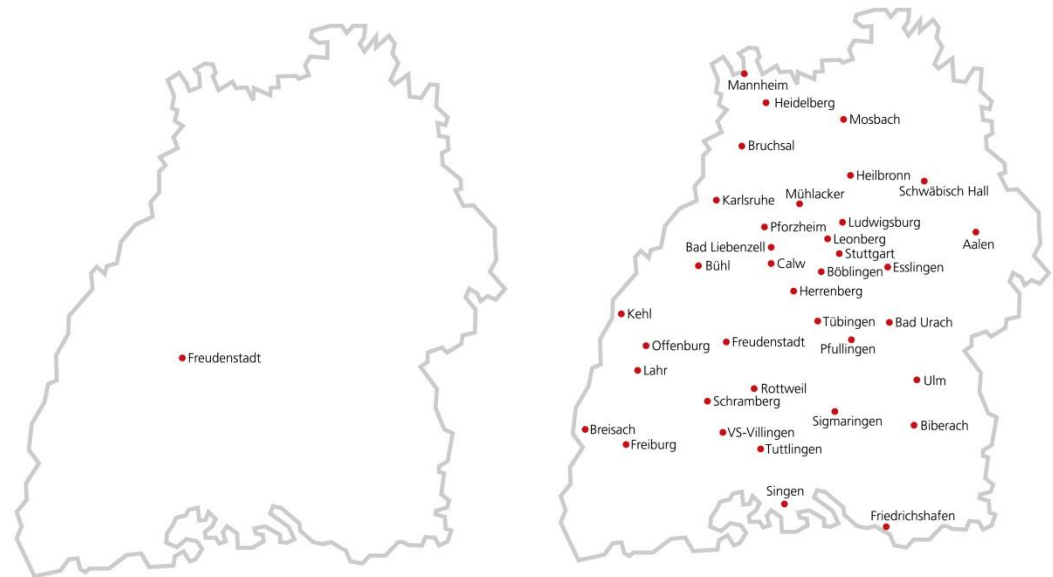 Freudenstadt
Mannheim
Heidelberg
Mosbach
Bruchsal
Heilbronn
Schwäbisch Hall
Mühlacker
Karlsruhe
Ludwigsburg
Pforzheim
Leonberg
Aalen
Bad Liebenzell
Stuttgart
Bühl
Calw
Böblingen
Esslingen
Herrenberg
Kehl
Tübingen
Bad Urach
Offenburg
Freudenstadt
Pfullingen
Lahr
Ulm
Rottweil
Schramberg
Sigmaringen
Biberach
Breisach
VS-Villingen
Freiburg
Tuttlingen
Singen
Friedrichshafen